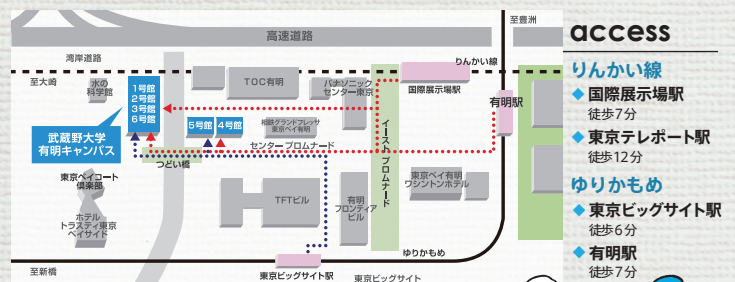 至豊洲
高速道路
湾岸道路
りんかい線
至大崎
水の
科学館
1号館
2号館
3号館
6号館
TOC有明
パナソニック
センター東京
国際展示場駅
有明駅
武蔵野大学
有明キャンパス
5号館
4号館
相鉄グランドフレッサ
東京ベイ有明
イースト プロムナード
センター プロムナード
つどい橋
東京ベイコート
倶楽部
東京ベイ有明
ワシントンホテル
ホテル
トラスティ東京
ベイサイド
TFTビル
有明
フロンティア
ビル
ゆりかもめ
至新橋
東京ビッグサイト駅
東京ビッグサイト
access
りんかい線
◆ 国際展示場駅
徒歩7分
◆ 東京テレポート駅
徒歩12分
ゆりかもめ
◆ 東京ビッグサイト駅
徒歩6分
◆ 有明駅
徒歩7分